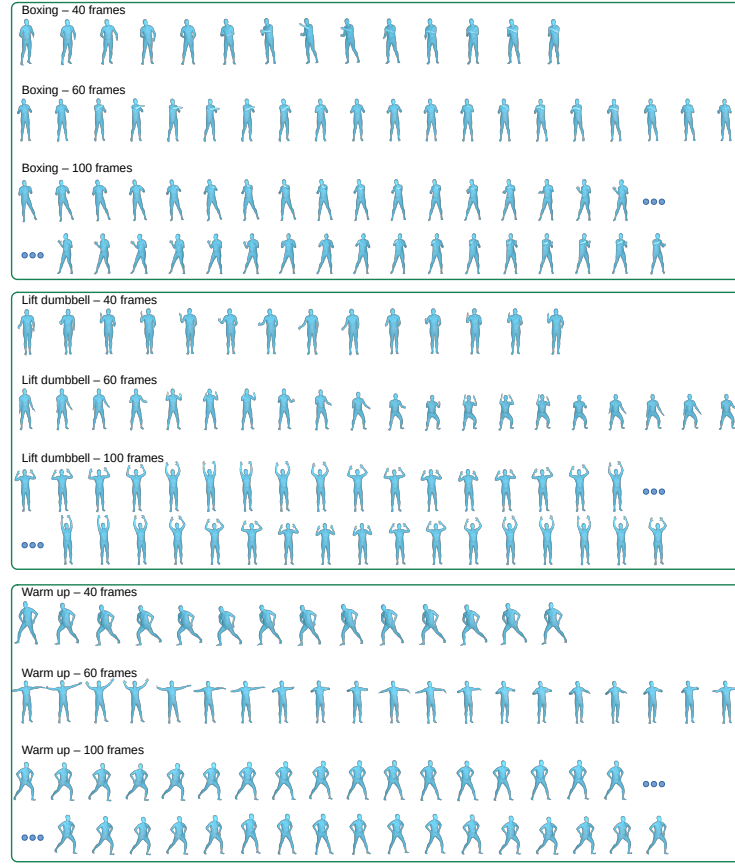 Boxing – 40 frames
Boxing – 60 frames
Boxing – 100 frames
Lift dumbbell – 40 frames
Lift dumbbell – 60 frames
Lift dumbbell – 100 frames
Warm up – 40 frames
Warm up – 60 frames
Warm up – 100 frames